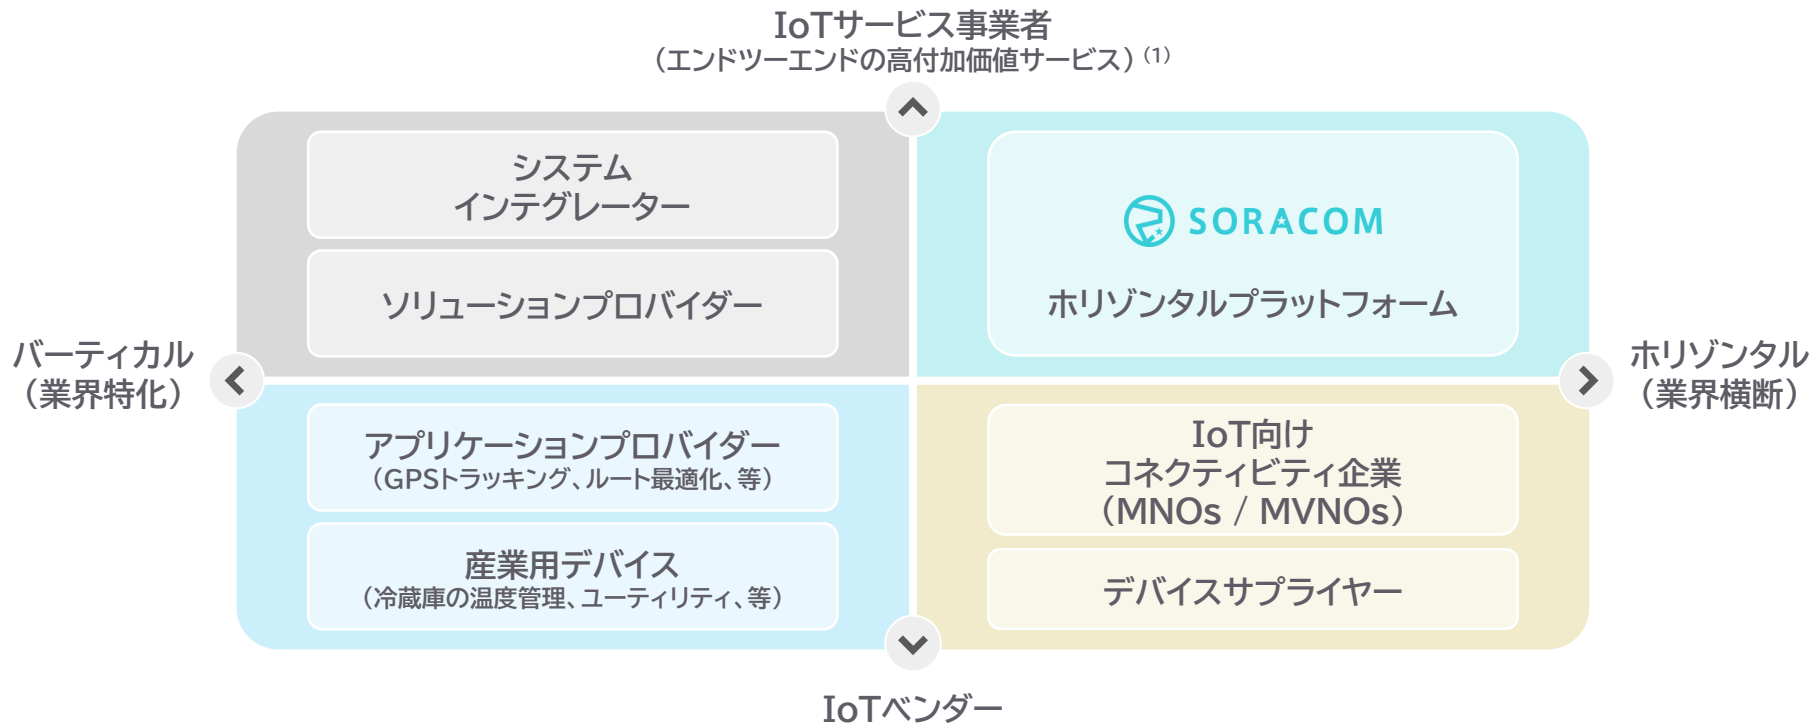 IoTサービス事業者
（エンドツーエンドの高付加価値サービス）(1)
システム
インテグレーター
ソリューションプロバイダー
SORACOM
ホリゾンタルプラットフォーム
バーティカル
（業界特化）
ホリゾンタル
（業界横断）
アプリケーションプロバイダー
（GPSトラッキング、ルート最適化、等）
産業用デバイス
（冷蔵庫の温度管理、ユーティリティ、等）
IoT向け
コネクティビティ企業
（MNOs / MVNOs）
デバイスサプライヤー
IoTベンダー